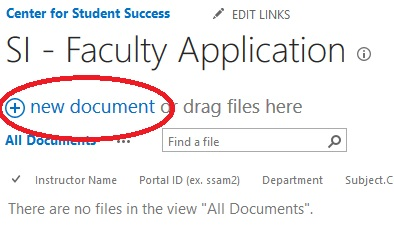 Center for Student Success EDIT LINKS
SI - Faculty Application
new document or drag files here
All Documents ... Find a file
Instructor Name Portal ID (ex. ssam2) Department Subject.C
There are no files in the view "All Documents".